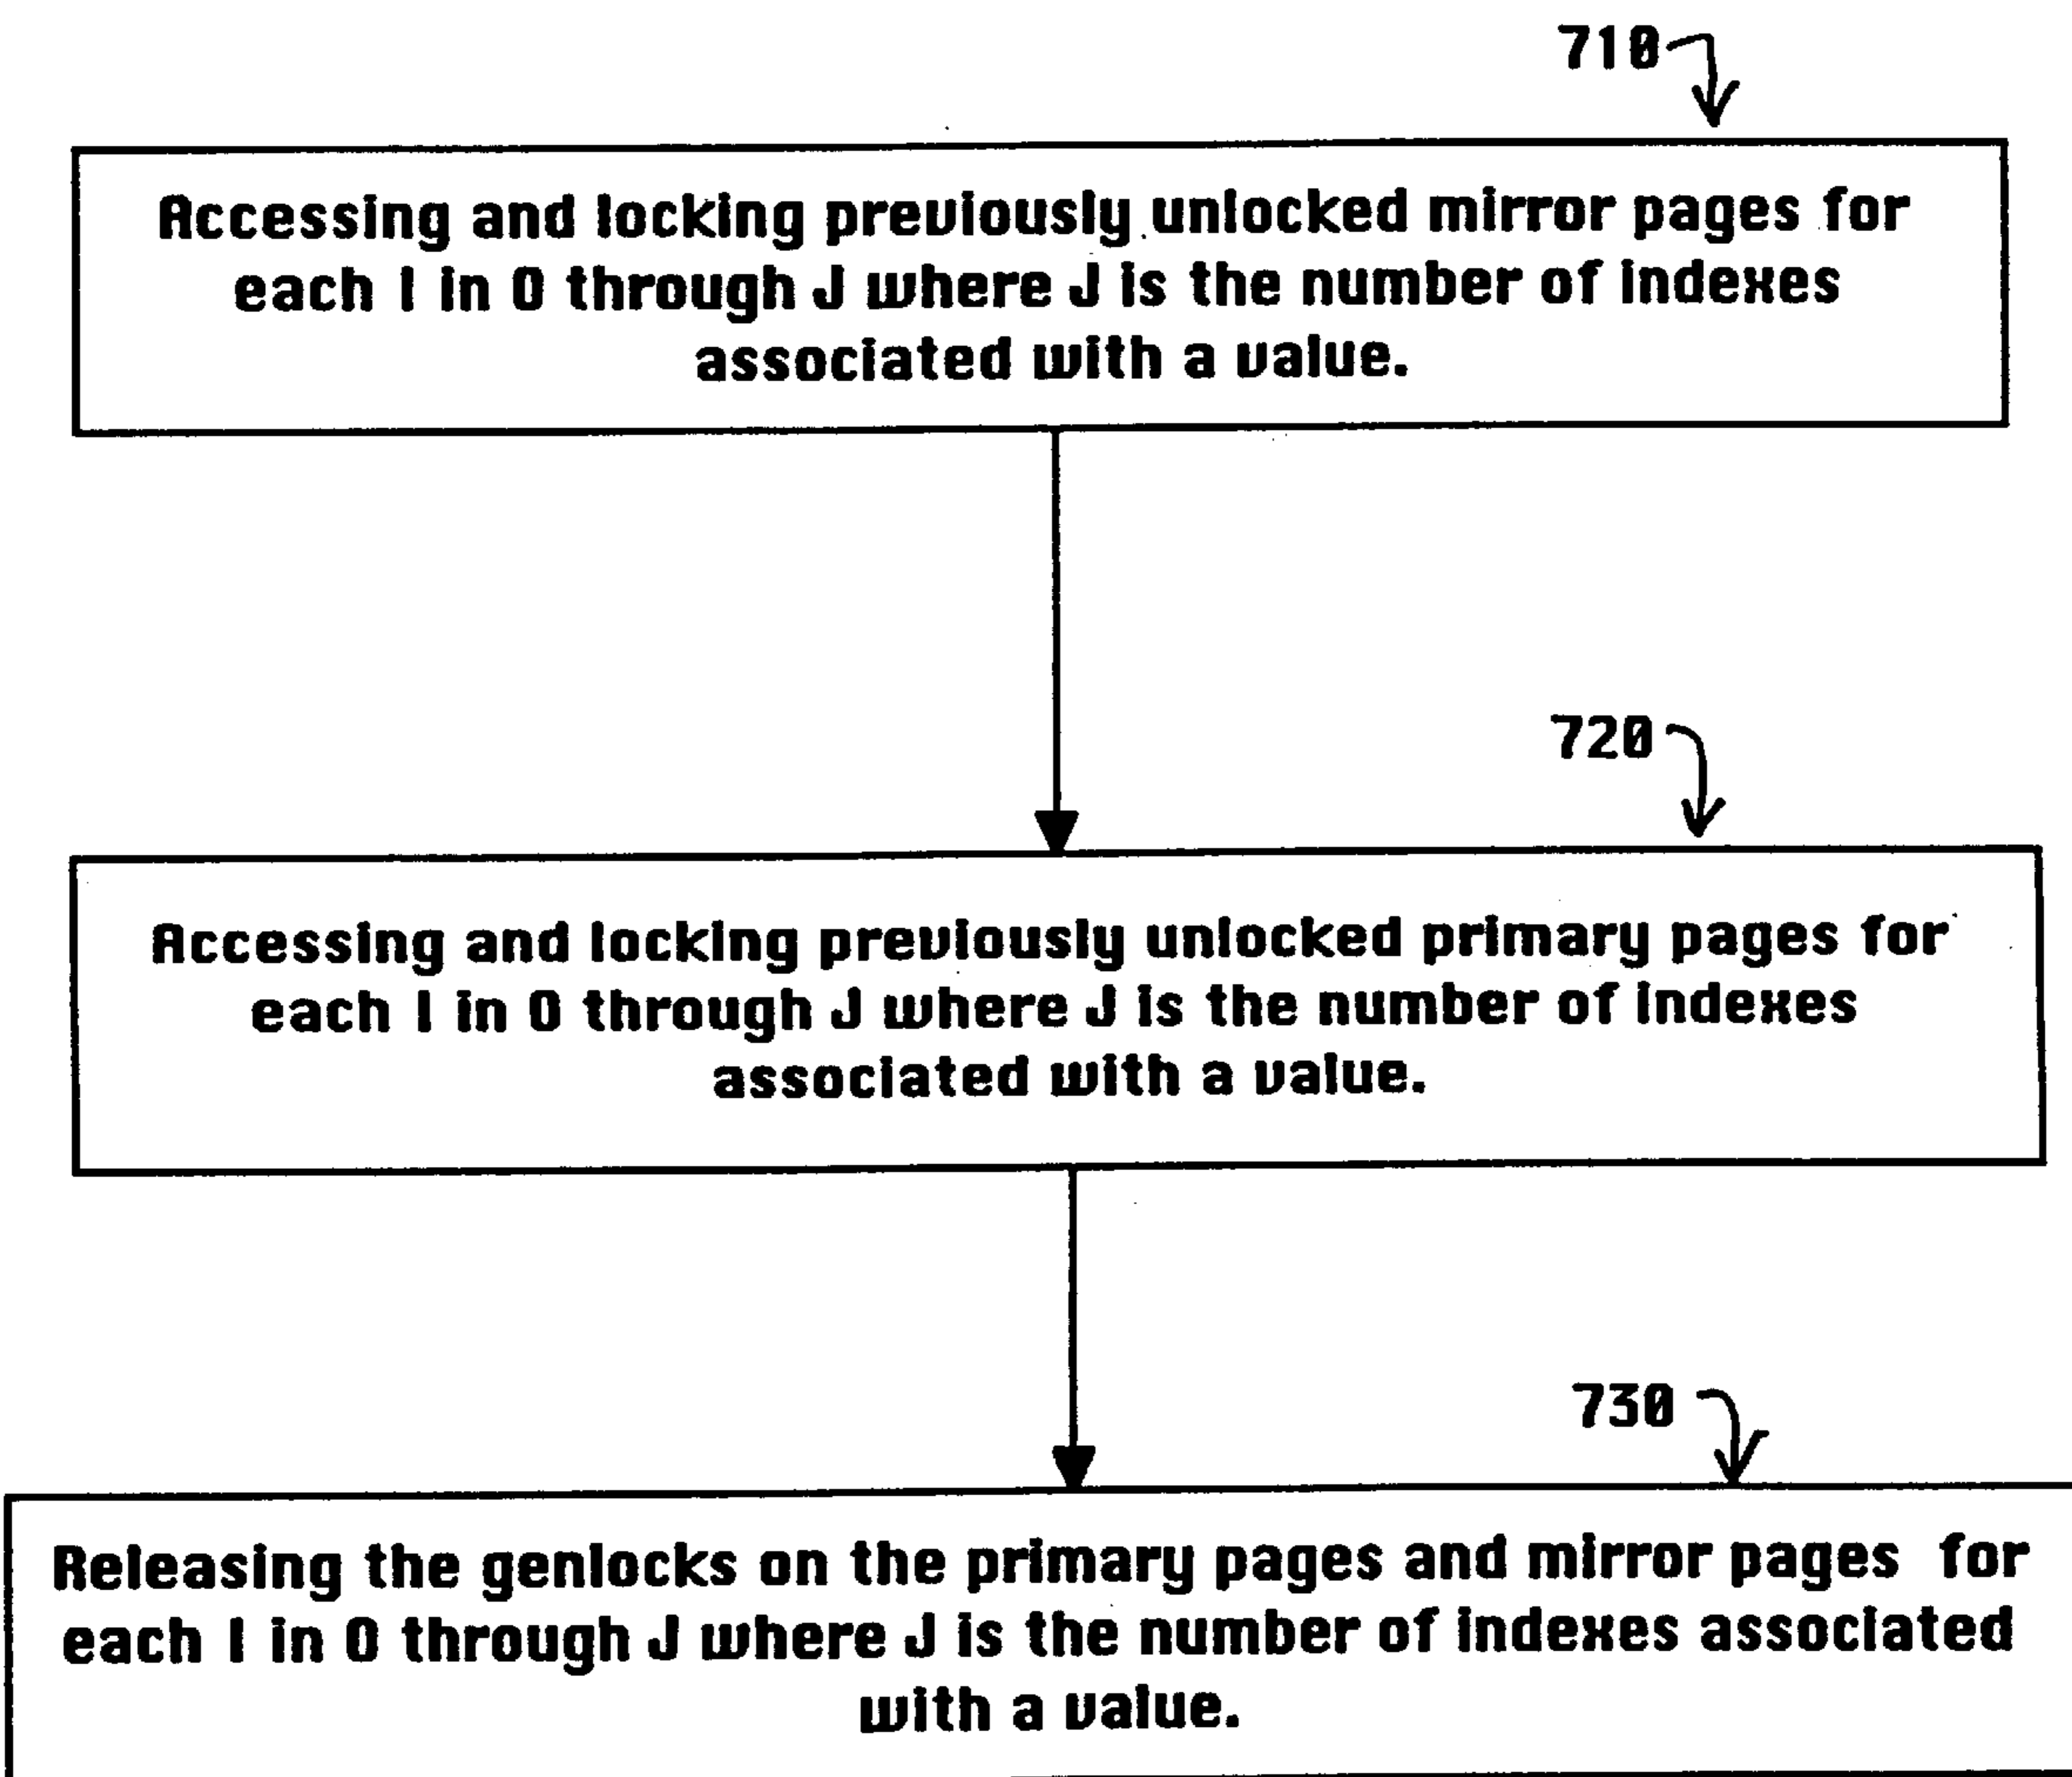 710
Accessing and locking previously unlocked mirror pages for
each I in 0 through J where J is the number of indexes
associated with a value.
720
Accessing and locking previously unlocked primary pages for
each I in 0 through J where J is the number of indexes
associated with a value.
730
Releasing the genlocks on the primary pages and mirror pages for
each I in 0 through J where J is the number of indexes associated
with a value.